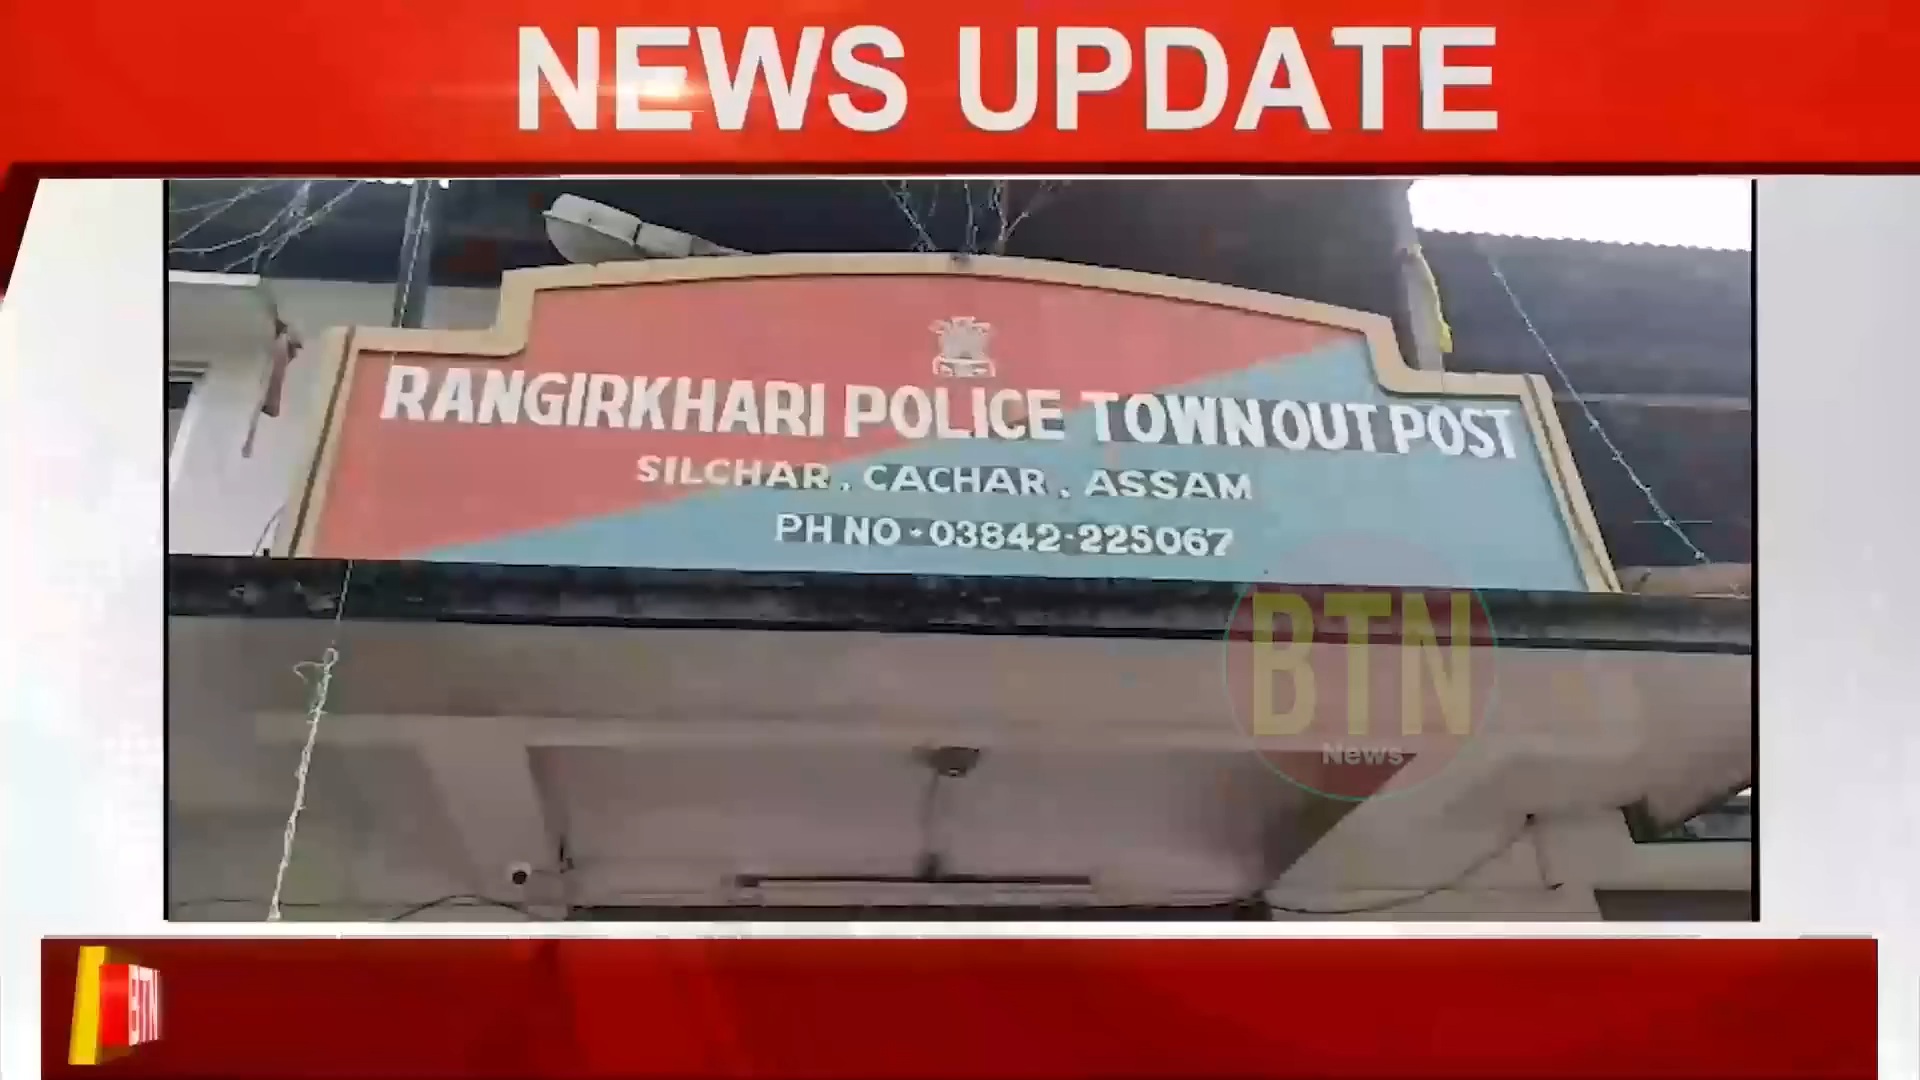 NEWS UPDATE
RANGIRKHARI POLICE TOWN OUT POST
SILCHAR . CACHAR . ASSAM
PH NO - 03842-225067
BTN
News
BTN